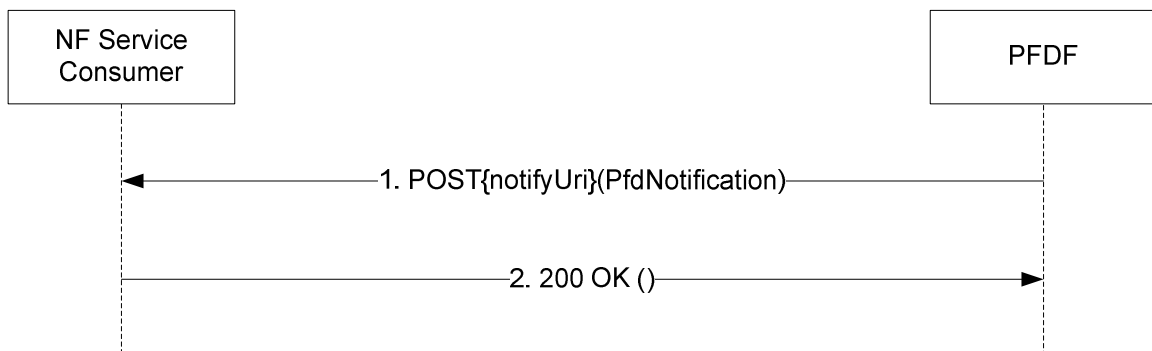 NF Service
Consumer
PFDF
1. POST{notifyUri}(PfdNotification)
2. 200 OK ()